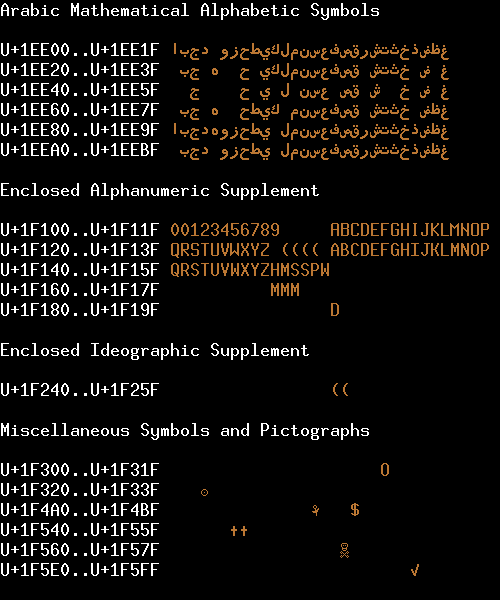 Arabic Mathematical Alphabetic Symbols
U+1EE00..U+1EE1F ابجد وزحطيكلمنسعفصقرشتثخذضظغ
U+1EE20..U+1EE3F بج ه ح يكلمنسعفصق شتثخ ض غ
U+1EE40..U+1EE5F ج ح ي ل نسع صق ش خ ض غ
U+1EE60..U+1EE7F بج ه حطيك منسعفصق شتثخ ضظغ
U+1EE80..U+1EE9F ابجدهوزحطي لمنسعفصقرشتثخذضظغ
U+1EEA0..U+1EEBF بجد وزحطي لمنسعفصقرشتثخذضظغ
Enclosed Alphanumeric Supplement
U+1F100..U+1F11F 00123456789 ABCDEFGHIJKLMNOP
U+1F120..U+1F13F QRSTUVWXYZ (((( ABCDEFGHIJKLMNOP
U+1F140..U+1F15F QRSTUVWXYZHMSSPW
U+1F160..U+1F17F MMM
U+1F180..U+1F19F D
Enclosed Ideographic Supplement
U+1F240..U+1F25F ((
Miscellaneous Symbols and Pictographs
U+1F300..U+1F31F O
U+1F320..U+1F33F ☉
U+1F4A0..U+1F4BF ⚘ $
U+1F540..U+1F55F ††
U+1F560..U+1F57F ☠
U+1F5E0..U+1F5FF √